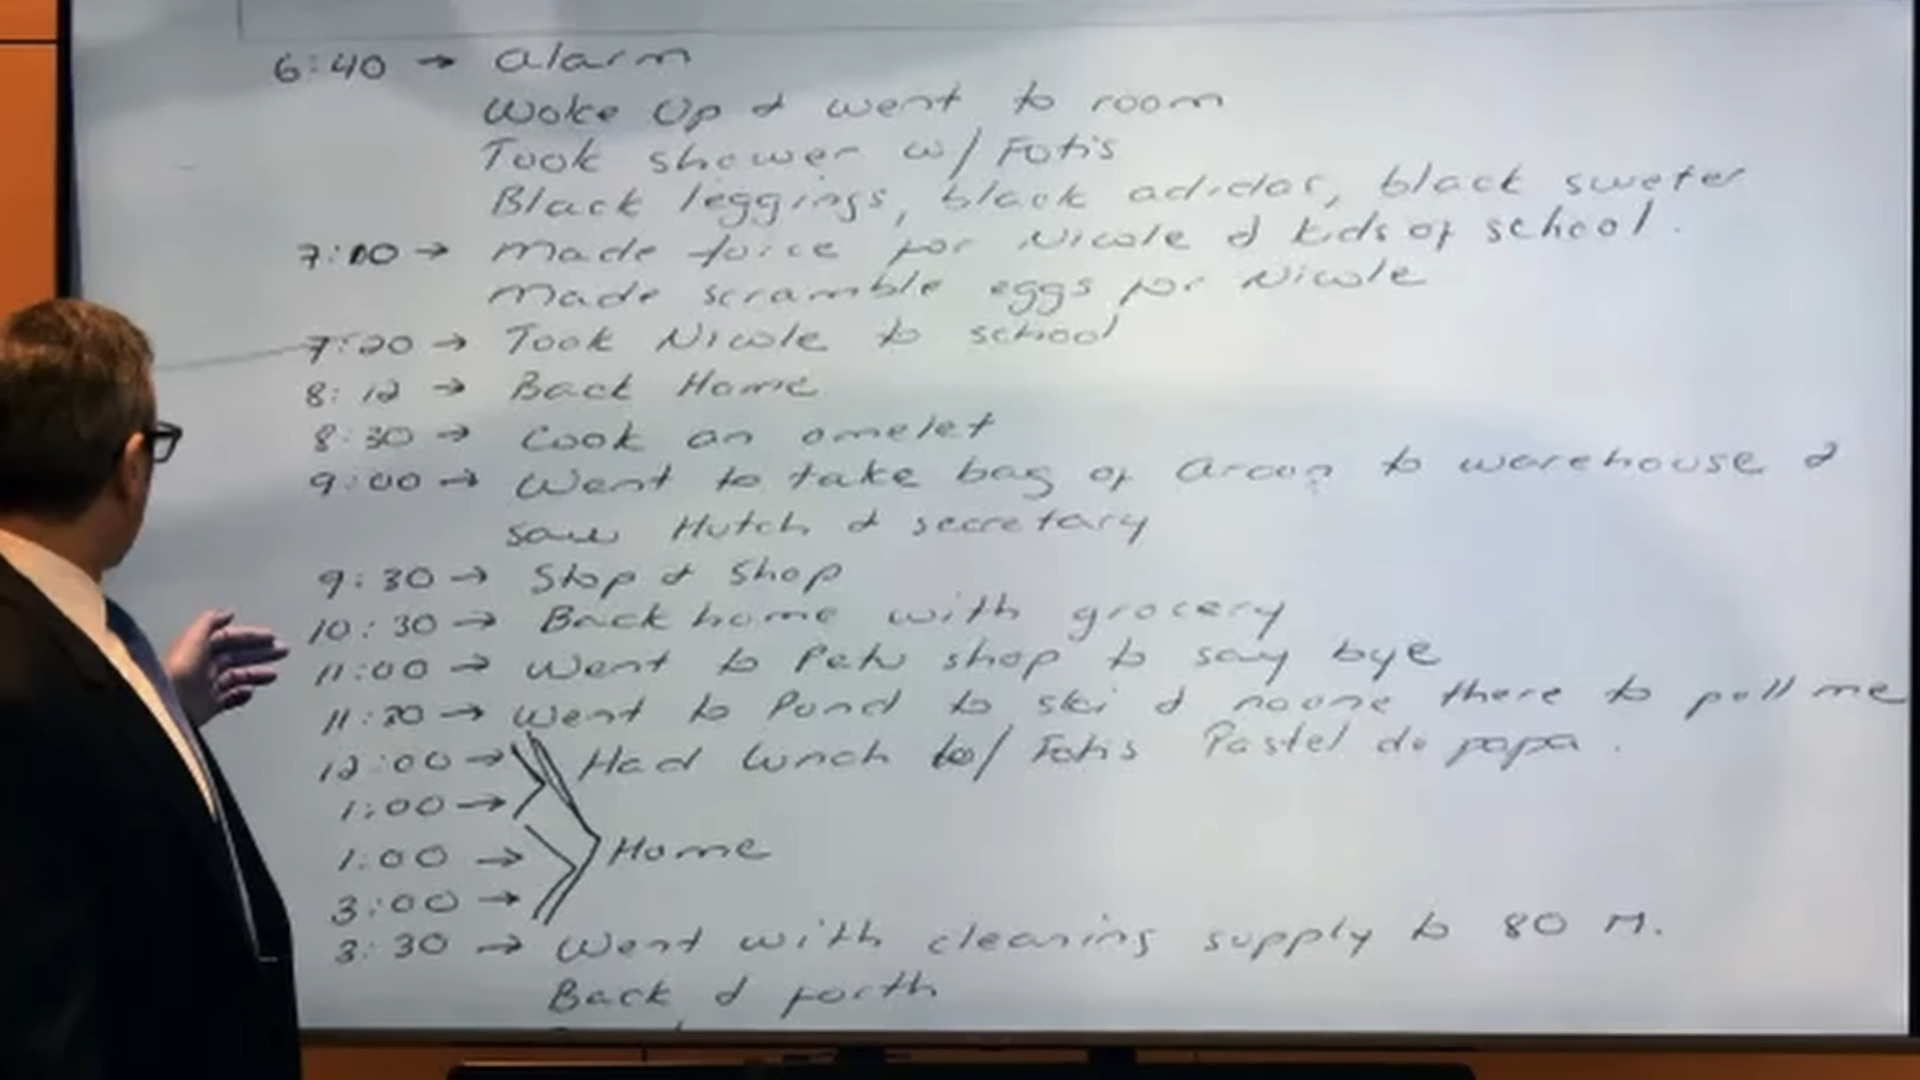 6:40 → alarm
Woke Up & went to room
Took shower w/ Fotis
Black leggings, black adidas, black sweter
7:00 → Made juice for Nicole & kids of school.
Made scramble eggs for Nicole
7:20 → Took Nicole to school
8:12 → Back Home
8:30 → Cook an omelet
9:00 → Went to take bag of to warehouse &
saw Hutch & secretary
9:30 → Stop & Shop
10:30 → Back home with grocery
11:00 → Went to Petu shop to say bye
11:20 → Went to Pond to ski & noone there to pull me
12:00 → Had lunch w/ Fotis Pastel de papa.
1:00 →
1:00 → Home
3:00 →
3:30 → Went with cleaning supply to 80 M.
Back & forth